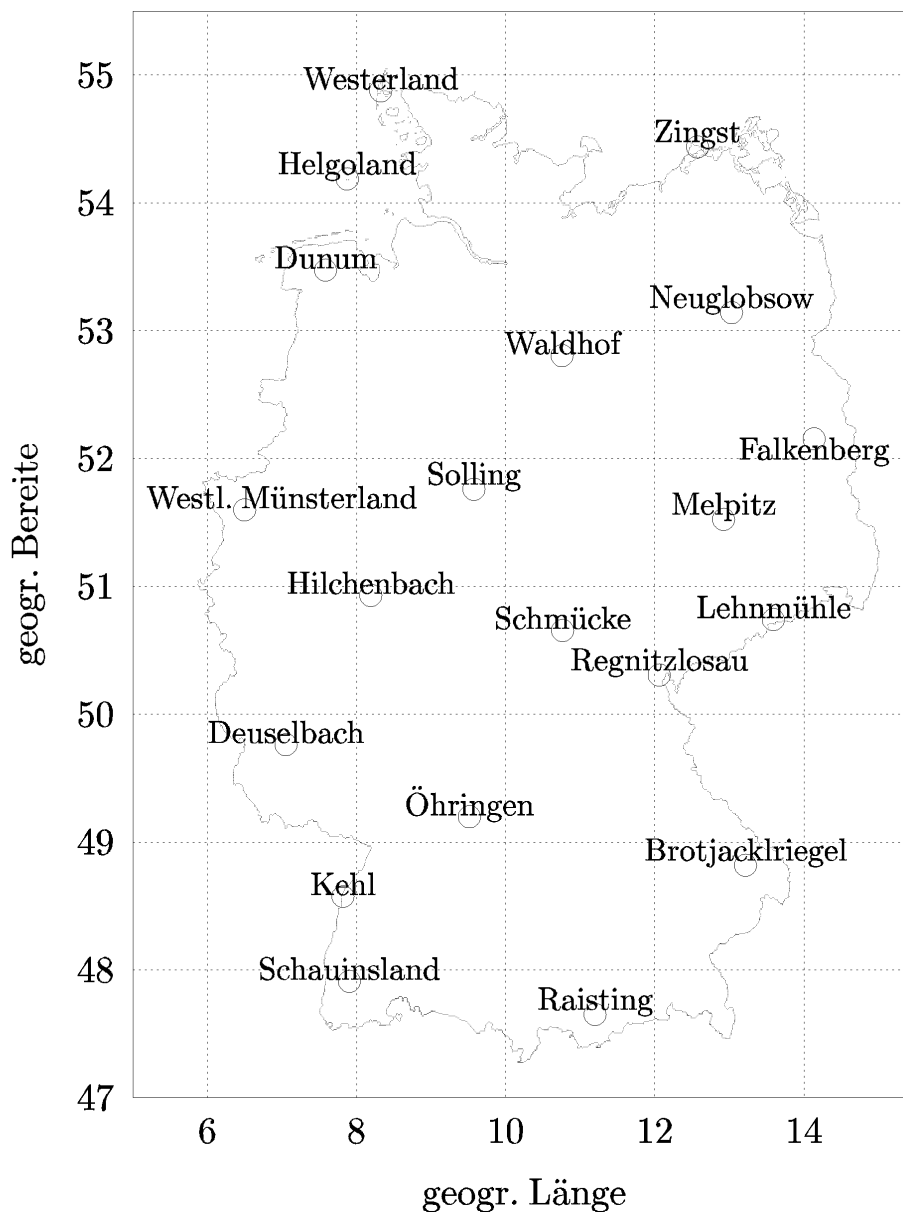 55
Westerland
Zingst
Helgoland
54
Dunum
Neuglobsow
53
Waldhof
52
Falkenberg
Solling
Westl. Münsterland
Melpitz
51
Hilchenbach
Lehnmühle
Schmücke
Regnitzlosau
50
Deuselbach
Öhringen
49
Brotjacklriegel
Kehl
48
Schauinsland
Raisting
47
6 8 10 12 14
geogr. Länge
geogr. Bereite